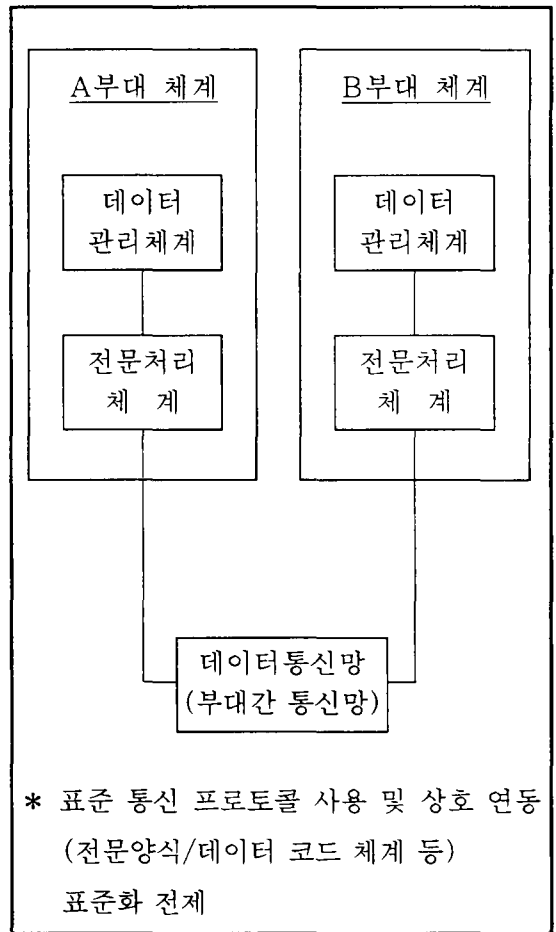 A부대 체계
데이터
관리체계
전문처리
체 계
B부대 체계
데이터
관리체계
전문처리
체 계
데이터통신망
(부대간 통신망)
* 표준 통신 프로토콜 사용 및 상호 연동
(전문양식/데이터 코드 체계 등)
표준화 전제